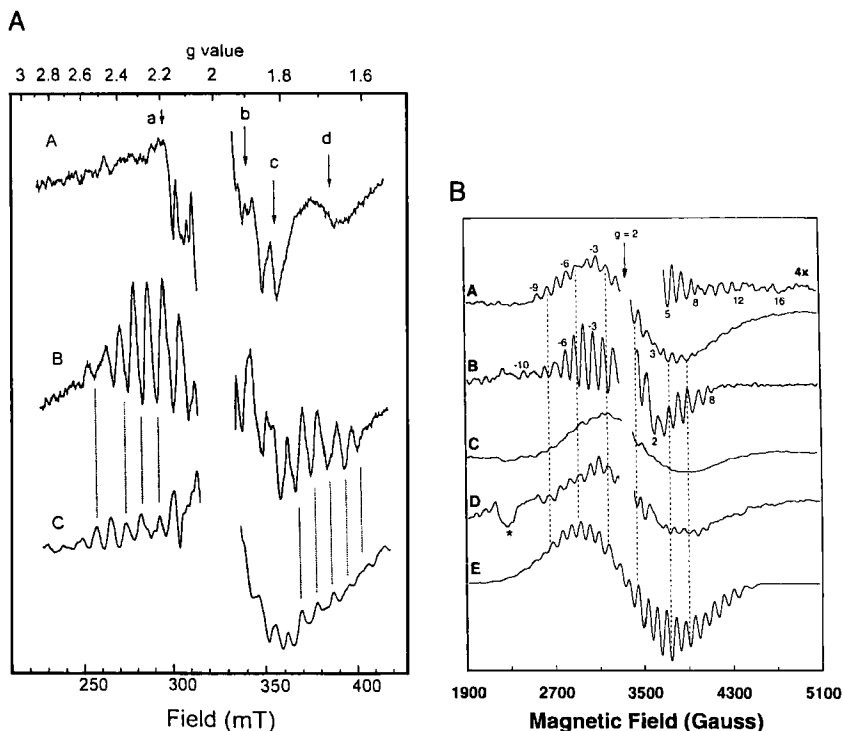 A
g value
3 2.8 2.6 2.4 2.2 2 1.8 1.6
a
b
c
d
A
B
C
250 300 350 400
Field (mT)
B
g = 2
A
-9 -6 -3
3
4x
5 8 12 16
B
-10 -6 -3
2
8
C
D
*
E
1900 2700 3500 4300 5100
Magnetic Field (Gauss)